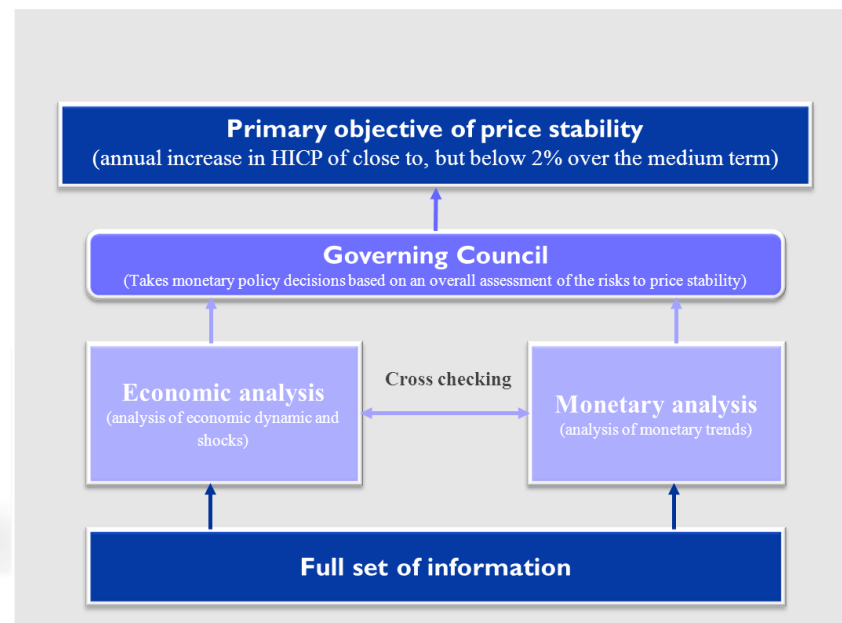 Primary objective of price stability
(annual increase in HICP of close to, but below 2% over the medium term)
Governing Council
(Takes monetary policy decisions based on an overall assessment of the risks to price stability)
Economic analysis
(analysis of economic dynamic and
shocks)
Cross checking
Monetary analysis
(analysis of monetary trends)
Full set of information